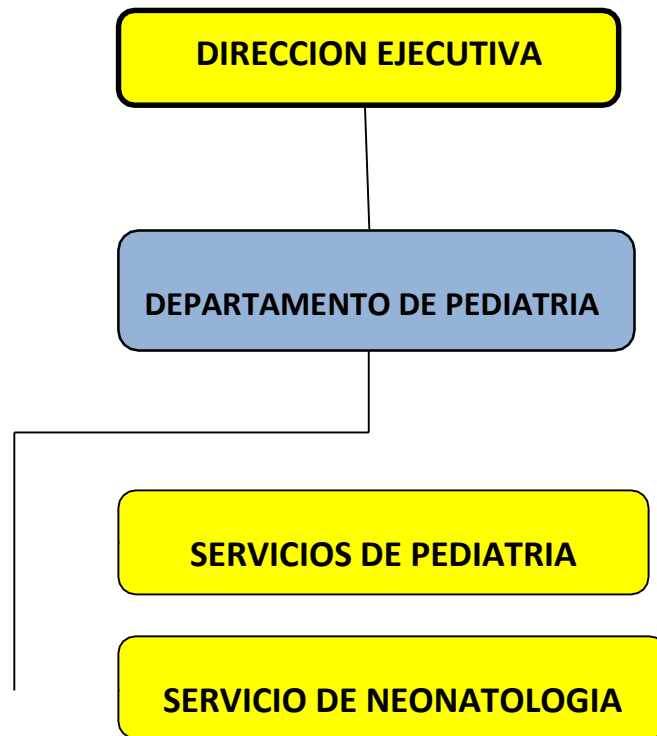 DIRECCION EJECUTIVA
DEPARTAMENTO DE PEDIATRIA
SERVICIOS DE PEDIATRIA
SERVICIO DE NEONATOLOGIA